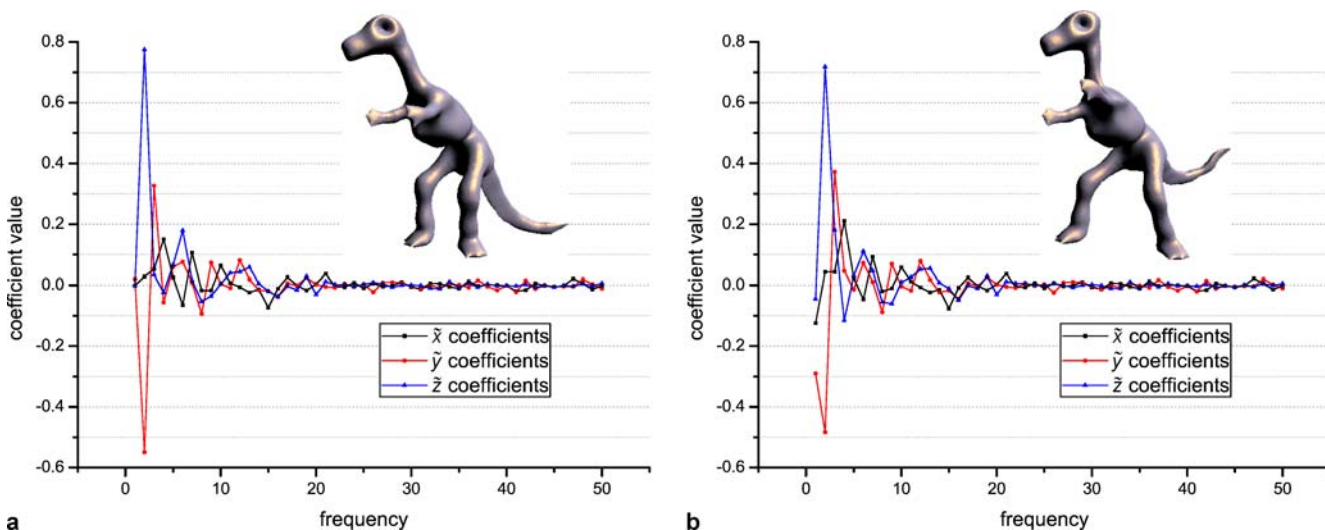 0.8
0.6
0.4
0.2
0.0
-0.2
-0.4
-0.6
coefficient value
x̃ coefficients
ỹ coefficients
z̃ coefficients
0 10 20 30 40 50
frequency
a
0.8
0.6
0.4
0.2
0.0
-0.2
-0.4
-0.6
coefficient value
x̃ coefficients
ỹ coefficients
z̃ coefficients
0 10 20 30 40 50
frequency
b